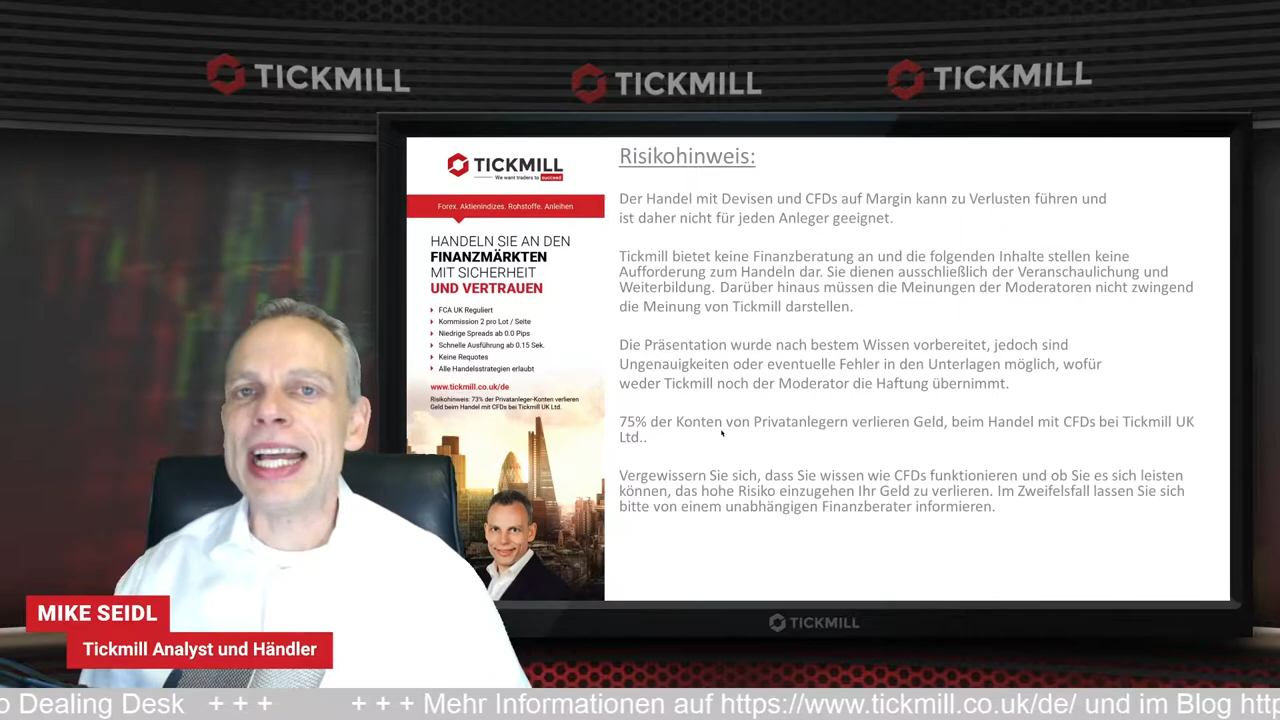 TICKMILL
TICKMILL
TICKMILL
TICKMILL
We want traders to succeed
Forex. Aktienindizes. Rohstoffe. Anleihen
HANDELN SIE AN DEN
FINANZMÄRKTEN
MIT SICHERHEIT
UND VERTRAUEN
FCA UK Reguliert
Kommission 2 pro Lot / Seite
Niedrige Spreads ab 0.0 Pips
Schnelle Ausführung ab 0.15 Sek.
Keine Requotes
Alle Handelsstrategien erlaubt
www.tickmill.co.uk/de
Risikohinweis: 73% der Privatanleger-Konten verlieren
Geld beim Handel mit CFDs bei Tickmill UK Ltd.
Risikohinweis:
Der Handel mit Devisen und CFDs auf Margin kann zu Verlusten führen und
ist daher nicht für jeden Anleger geeignet.
Tickmill bietet keine Finanzberatung an und die folgenden Inhalte stellen keine
Aufforderung zum Handeln dar. Sie dienen ausschließlich der Veranschaulichung und
Weiterbildung. Darüber hinaus müssen die Meinungen der Moderatoren nicht zwingend
die Meinung von Tickmill darstellen.
Die Präsentation wurde nach bestem Wissen vorbereitet, jedoch sind
Ungenauigkeiten oder eventuelle Fehler in den Unterlagen möglich, wofür
weder Tickmill noch der Moderator die Haftung übernimmt.
75% der Konten von Privatanlegern verlieren Geld, beim Handel mit CFDs bei Tickmill UK
Ltd..
Vergewissern Sie sich, dass Sie wissen wie CFDs funktionieren und ob Sie es sich leisten
können, das hohe Risiko einzugehen Ihr Geld zu verlieren. Im Zweifelsfall lassen Sie sich
bitte von einem unabhängigen Finanzberater informieren.
TICKMILL
MIKE SEIDL
Tickmill Analyst und Händler
o Dealing Desk + + + + + + Mehr Informationen auf https://www.tickmill.co.uk/de/ und im Blog http